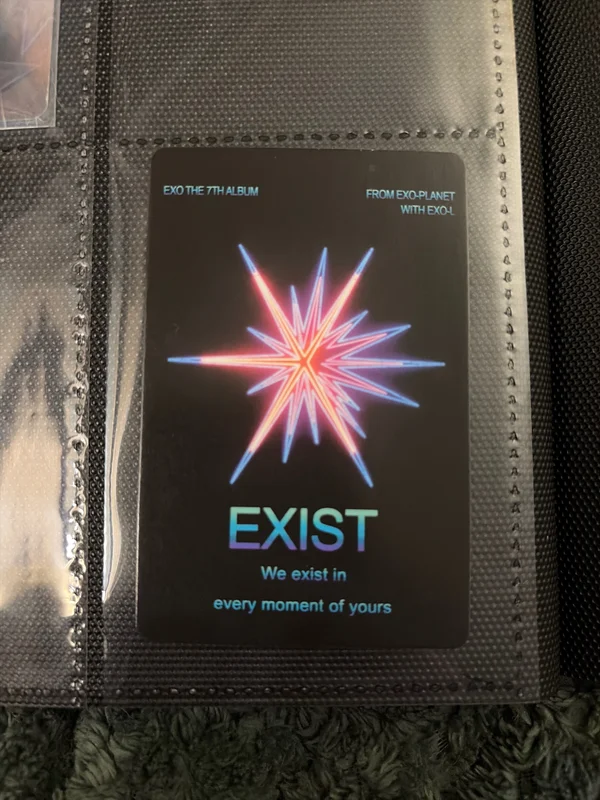 EXO THE 7TH ALBUM
FROM EXO-PLANET
WITH EXO-L
EXIST
We exist in
every moment of yours